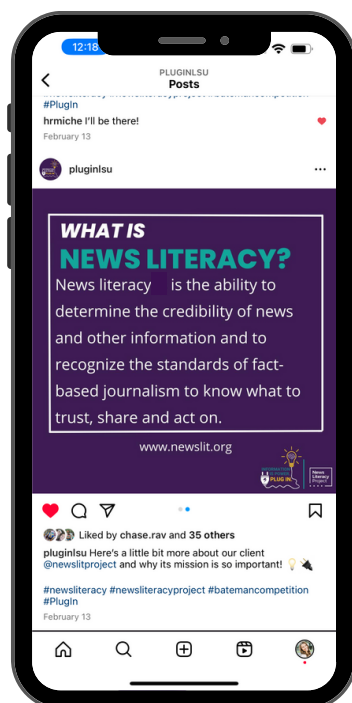 12:18
PLUGINLSU
Posts
#newsliteracy #newsliteracyproject #batemancompetition
#PlugIn
hrmiche I'll be there!
February 13
pluginlsu
WHAT IS
NEWS LITERACY?
News literacy is the ability to
determine the credibility of news
and other information and to
recognize the standards of fact-
based journalism to know what to
trust, share and act on.
www.newslit.org
PLUG IN
News
Literacy
Project
Liked by chase.rav and 35 others
pluginlsu Here's a little bit more about our client
@newslitproject and why its mission is so important!
#newsliteracy #newsliteracyproject #batemancompetition
#PlugIn
February 13